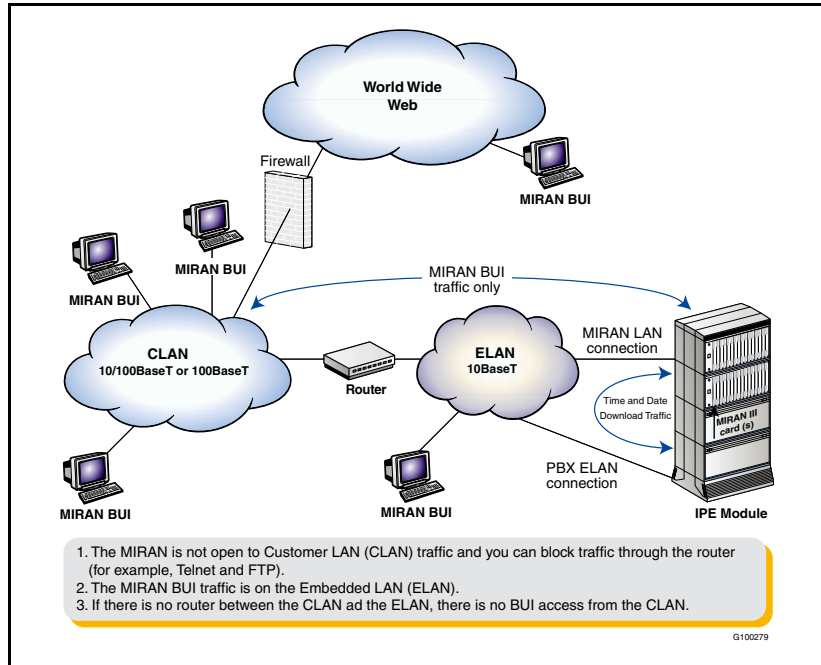 World Wide
Web
Firewall
MIRAN BUI
MIRAN BUI
MIRAN BUI
MIRAN BUI
traffic only
CLAN
10/100BaseT or 100BaseT
Router
ELAN
10BaseT
MIRAN LAN
connection
Time and Date
Download Traffic
MIRAN III
card (s)
PBX ELAN
connection
MIRAN BUI
MIRAN BUI
IPE Module
1. The MIRAN is not open to Customer LAN (CLAN) traffic and you can block traffic through the router
(for example, Telnet and FTP).
2. The MIRAN BUI traffic is on the Embedded LAN (ELAN).
3. If there is no router between the CLAN ad the ELAN, there is no BUI access from the CLAN.
G100279